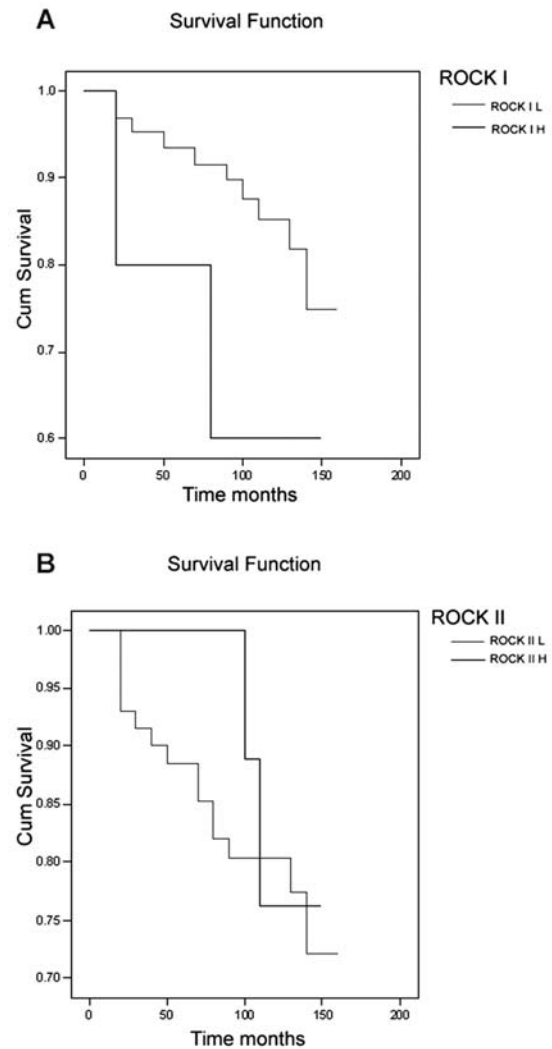 A
Survival Function
ROCK I
ROCK I L
ROCK I H
Cum Survival
1.0
0.9
0.8
0.7
0.6
0 50 100 150 200
Time months
B
Survival Function
ROCK II
ROCK II L
ROCK II H
Cum Survival
1.00
0.95
0.90
0.85
0.80
0.75
0.70
0 50 100 150 200
Time months